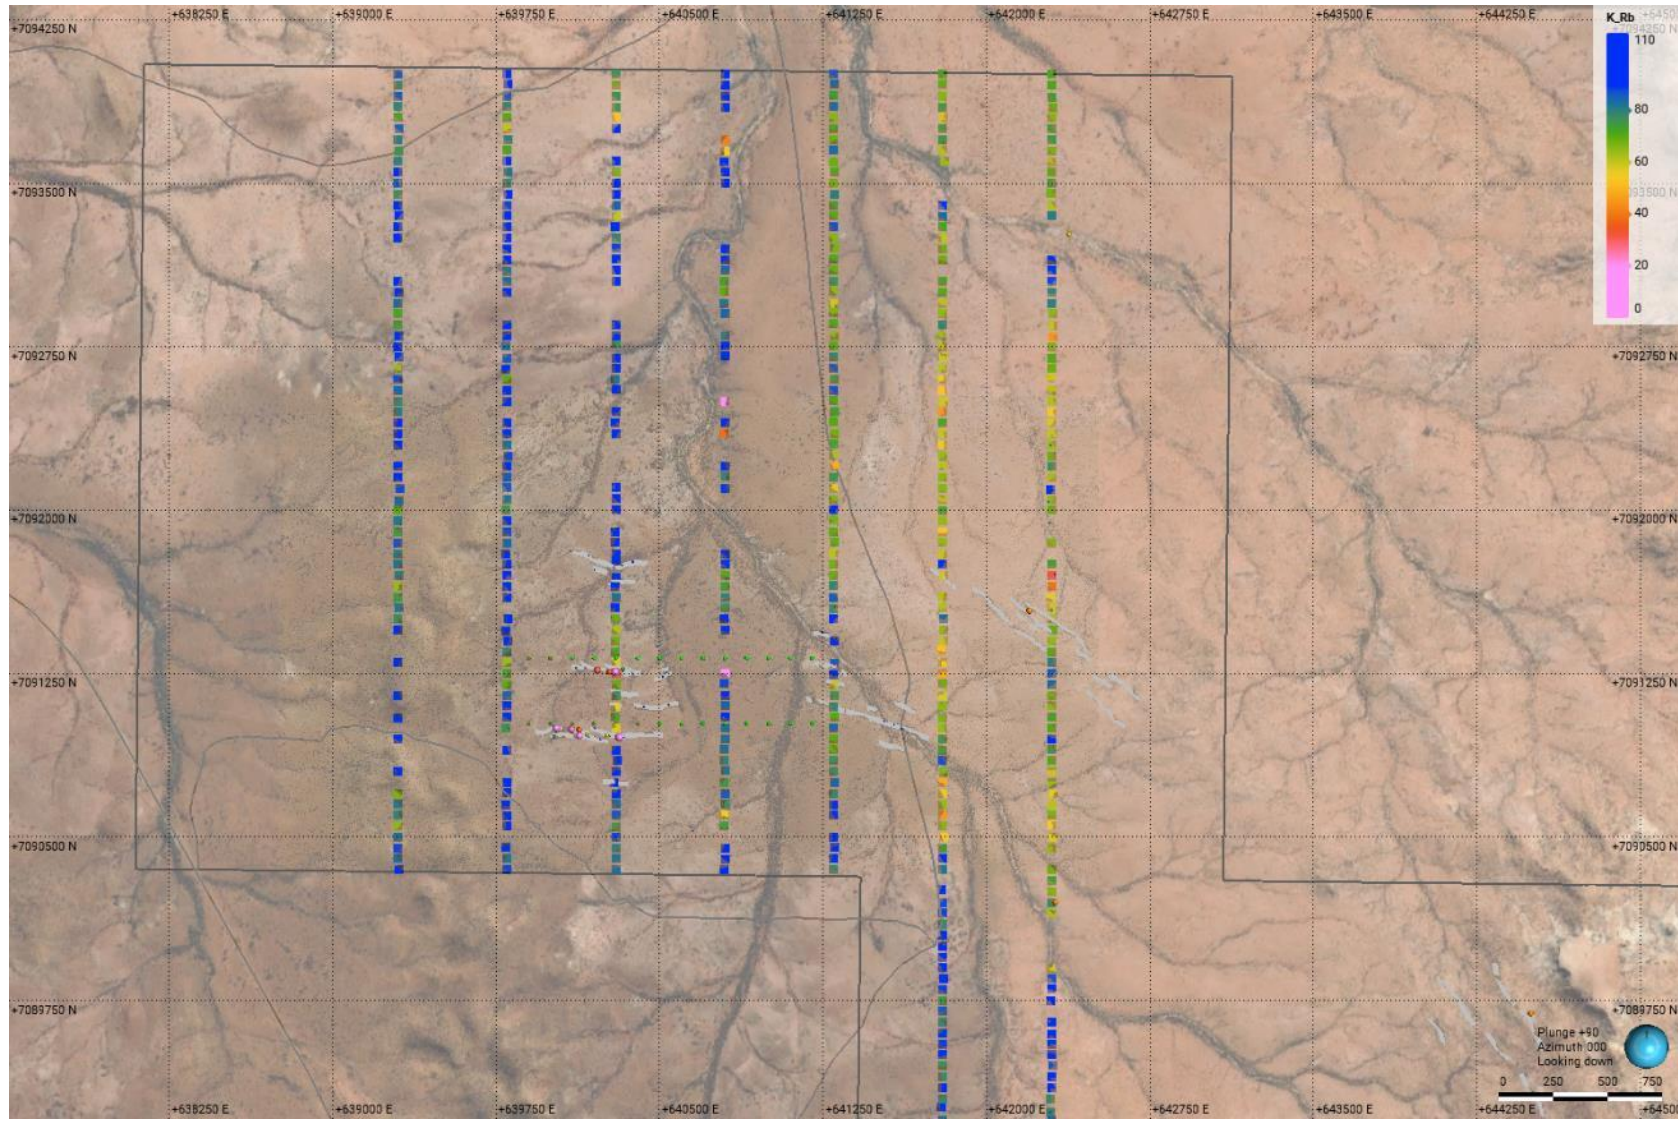 +638250 E
+639000 E
+639750 E
+640500 E
+641250 E
+642000 E
+642750 E
+643500 E
+644250 E
+7094250 N
+7093500 N
+7092750 N
+7092000 N
+7091250 N
+7090500 N
+7089750 N
K_Rb
110
80
60
40
20
0
+7092750 N
+7092000 N
+7091250 N
+7090500 N
+7089750 N
Plunge +90
Azimuth 000
Looking down
0 250 500 750
+638250 E
+639000 E
+639750 E
+640500 E
+641250 E
+642000 E
+642750 E
+643500 E
+644250 E